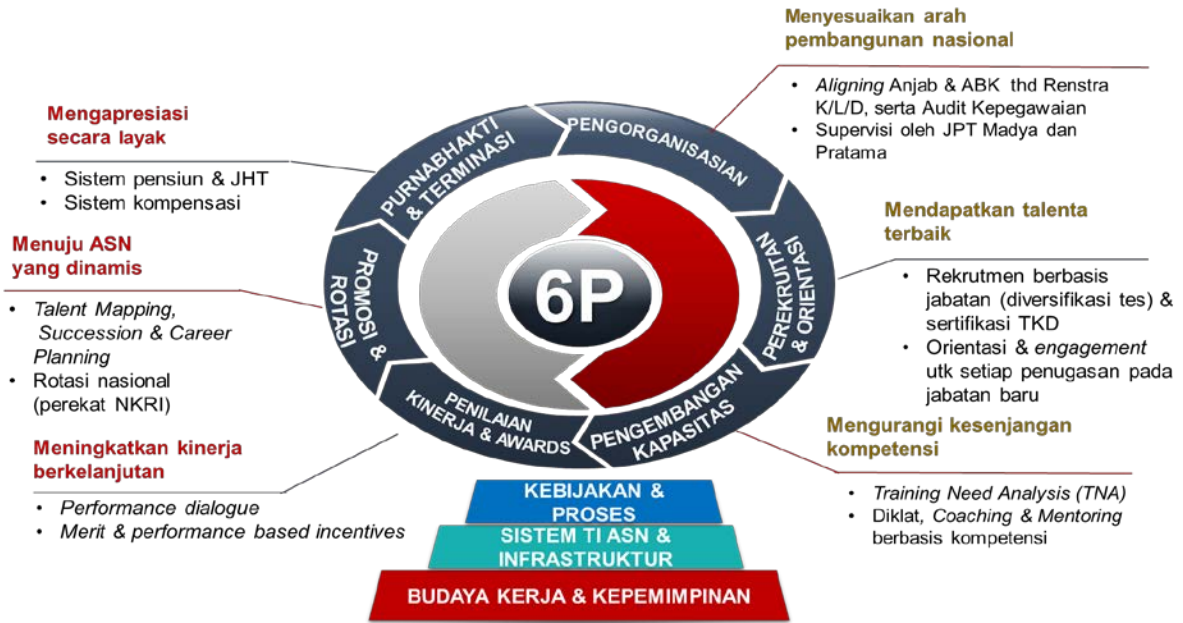 Menyesuaikan arah
pembangunan nasional
• Aligning Anjab & ABK thd Renstra
K/L/D, serta Audit Kepegawaian
• Supervisi oleh JPT Madya dan
Pratama
Mendapatkan talenta
terbaik
• Rekrutmen berbasis
jabatan (diversifikasi tes) &
sertifikasi TKD
• Orientasi & engagement
utk setiap penugasan pada
jabatan baru
Mengurangi kesenjangan
kompetensi
• Training Need Analysis (TNA)
• Diklat, Coaching & Mentoring
berbasis kompetensi
Mengapresiasi
secara layak
• Sistem pensiun & JHT
• Sistem kompensasi
Menuju ASN
yang dinamis
• Talent Mapping,
Succession & Career
Planning
• Rotasi nasional
(perekat NKRI)
Meningkatkan kinerja
berkelanjutan
• Performance dialogue
• Merit & performance based incentives
PENGORGANISASIAN
PEREKRUTAN
& ORIENTASI
PENGEMBANGAN
KAPASITAS
PENILAIAN
KINERJA & AWARDS
PROMOSI &
ROTASI
PURNABHAKTI
& TERMINASI
6P
KEBIJAKAN &
PROSES
SISTEM TI ASN &
INFRASTRUKTUR
BUDAYA KERJA & KEPEMIMPINAN